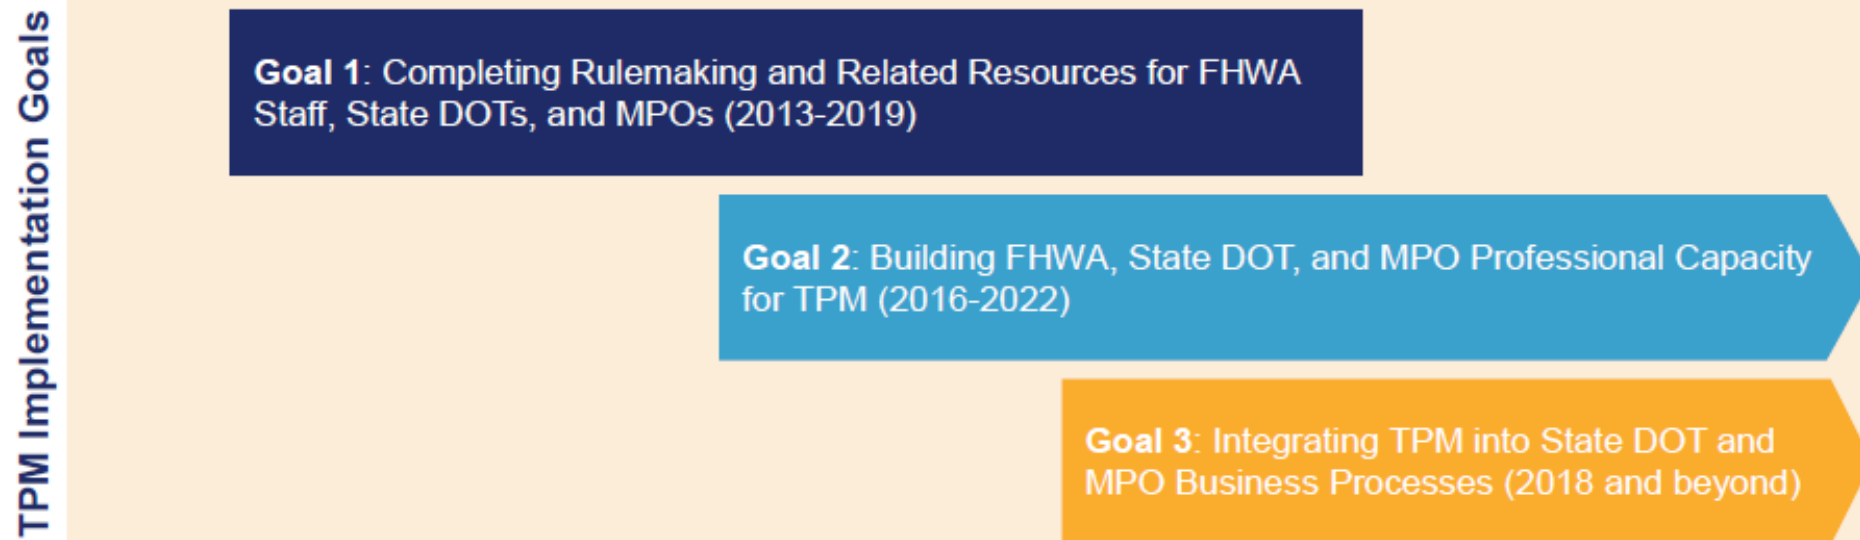 TPM Implementation Goals
Goal 1: Completing Rulemaking and Related Resources for FHWA
Staff, State DOTs, and MPOs (2013-2019)
Goal 2: Building FHWA, State DOT, and MPO Professional Capacity
for TPM (2016-2022)
Goal 3: Integrating TPM into State DOT and
MPO Business Processes (2018 and beyond)